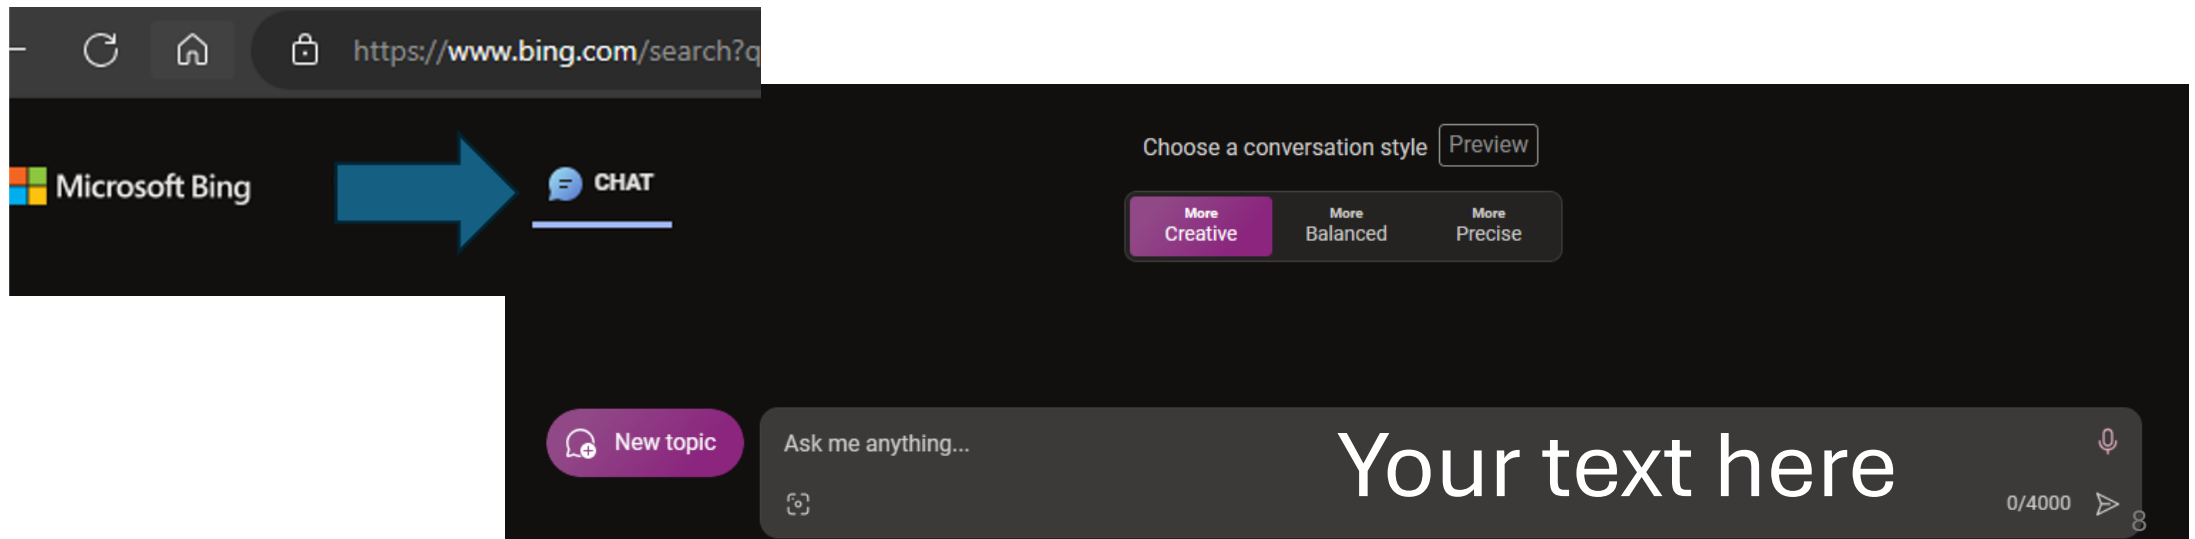 https://www.bing.com/search?q
Microsoft Bing
CHAT
Choose a conversation style Preview
More Creative
More Balanced
More Precise
New topic
Ask me anything...
Your text here
0/4000
8